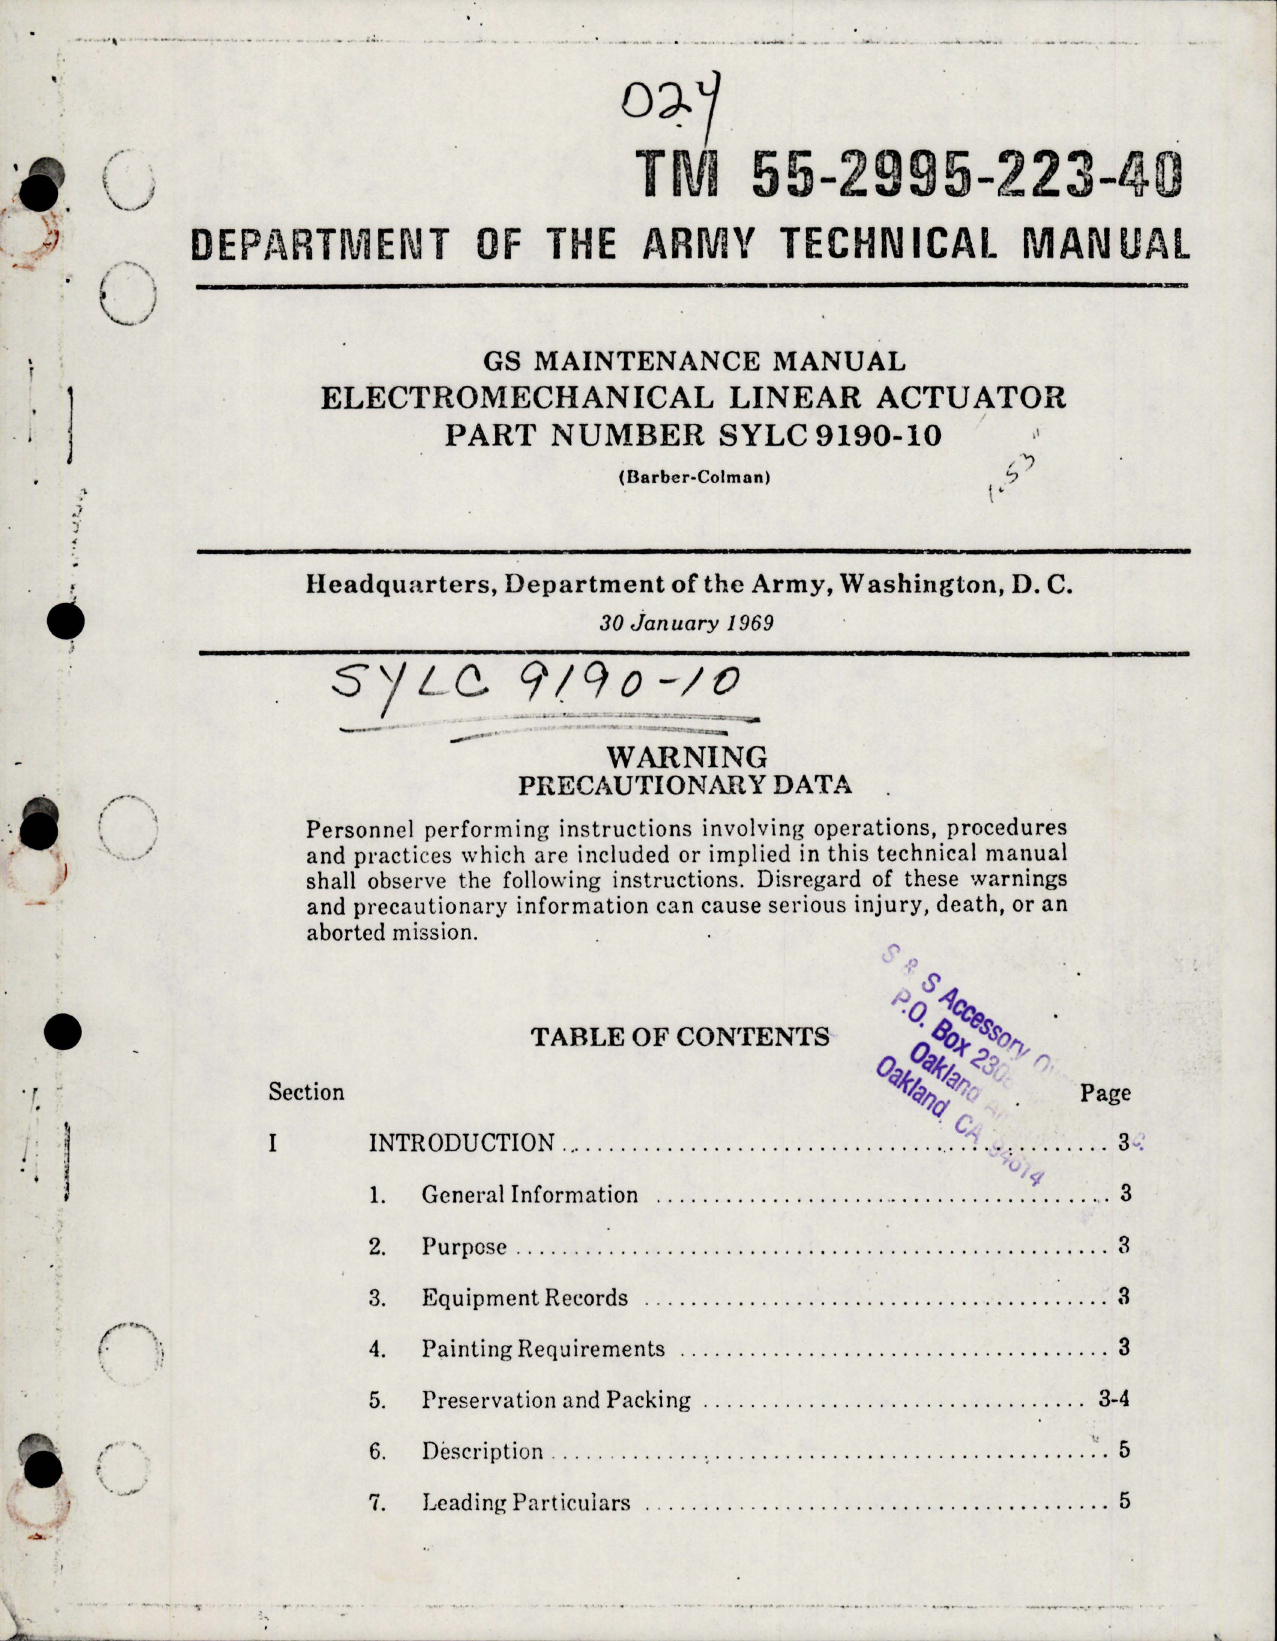 024
TM 55-2995-223-40
DEPARTMENT OF THE ARMY TECHNICAL MANUAL
GS MAINTENANCE MANUAL
ELECTROMECHANICAL LINEAR ACTUATOR
PART NUMBER SYLC 9190-10
(Barber-Colman)
Headquarters, Department of the Army, Washington, D. C.
30 January 1969
SYLC 9190-10
WARNING
PRECAUTIONARY DATA
Personnel performing instructions involving operations, procedures
and practices which are included or implied in this technical manual
shall observe the following instructions. Disregard of these warnings
and precautionary information can cause serious injury, death, or an
aborted mission.
S & S Accessory
P.O. Box
Oakland
Oakland, CA 94614
TABLE OF CONTENTS
Section Page
I INTRODUCTION 3
1. General Information 3
2. Purpose 3
3. Equipment Records 3
4. Painting Requirements 3
5. Preservation and Packing 3-4
6. Description 5
7. Leading Particulars 5